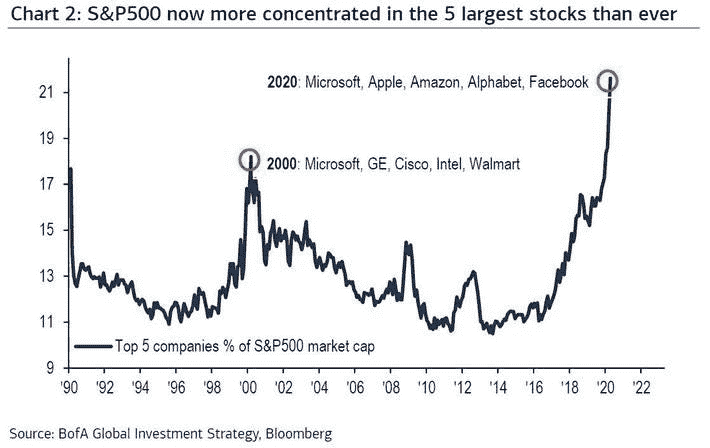 Chart 2: S&P500 now more concentrated in the 5 largest stocks than ever
2020: Microsoft, Apple, Amazon, Alphabet, Facebook
2000: Microsoft, GE, Cisco, Intel, Walmart
21
19
17
15
13
11
9
Top 5 companies % of S&P500 market cap
'90 '92 '94 '96 '98 '00 '02 '04 '06 '08 '10 '12 '14 '16 '18 '20 '22
Source: BofA Global Investment Strategy, Bloomberg